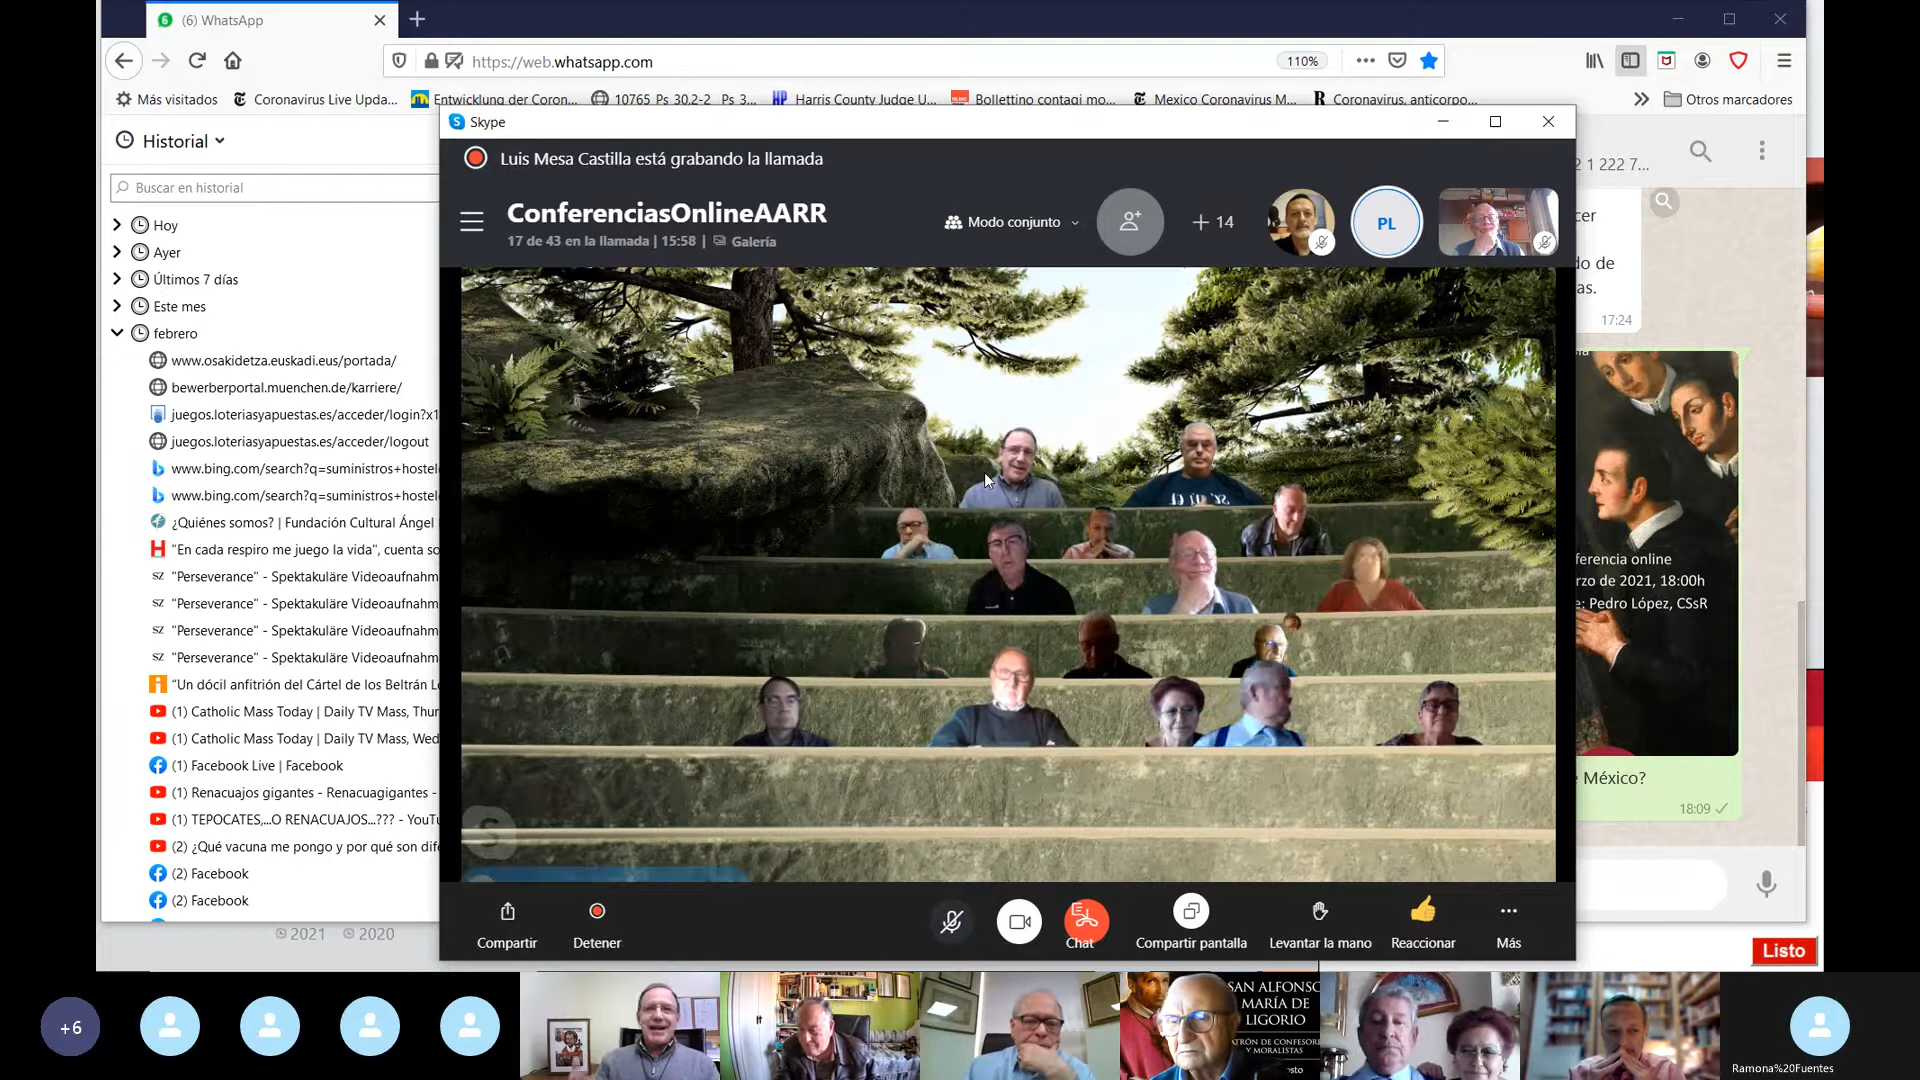 (6) WhatsApp
https://web.whatsapp.com
110%
Más visitados
Coronavirus Live Upda...
Entwicklung der Coron...
10765 Ps 30,2-2 Ps 3...
Harris County Judge U...
Bollettino contagi mo...
Mexico Coronavirus M...
Coronavirus, anticorpo...
Otros marcadores
Historial
Buscar en historial
Hoy
Ayer
Últimos 7 días
Este mes
febrero
www.osakidetza.euskadi.eus/portada/
bewerberportal.muenchen.de/karriere/
juegos.loteriasyapuestas.es/acceder/login?x1
juegos.loteriasyapuestas.es/acceder/logout
www.bing.com/search?q=suministros+hostel
www.bing.com/search?q=suministros+hostel
¿Quiénes somos? | Fundación Cultural Ángel
"En cada respiro me juego la vida", cuenta so
"Perseverance" - Spektakuläre Videoaufnahm
"Perseverance" - Spektakuläre Videoaufnahm
"Perseverance" - Spektakuläre Videoaufnahm
"Perseverance" - Spektakuläre Videoaufnahm
“Un dócil anfitrión del Cártel de los Beltrán L
(1) Catholic Mass Today | Daily TV Mass, Thur
(1) Catholic Mass Today | Daily TV Mass, Wed
(1) Facebook Live | Facebook
(1) Renacuajos gigantes - Renacuagigantes -
(1) TEPOCATES,...O RENACUAJOS...??? - YouTu
(2) ¿Qué vacuna me pongo y por qué son dif
(2) Facebook
(2) Facebook
2021
2020
Skype
Luis Mesa Castilla está grabando la llamada
ConferenciasOnlineAARR
17 de 43 en la llamada | 15:58 | Galería
Modo conjunto
14
PL
Compartir
Detener
Chat
Compartir pantalla
Levantar la mano
Reaccionar
Más
2 1 222 7...
cer
do de
as.
17:24
ferencia online
rzo de 2021, 18:00h
e: Pedro López, CSsR
México?
18:09
Listo
+6
SAN ALFONSO
MARÍA DE
LIGORIO
PATRÓN DE CONFESORE
Y MORALISTAS
osto
Ramona%20Fuentes